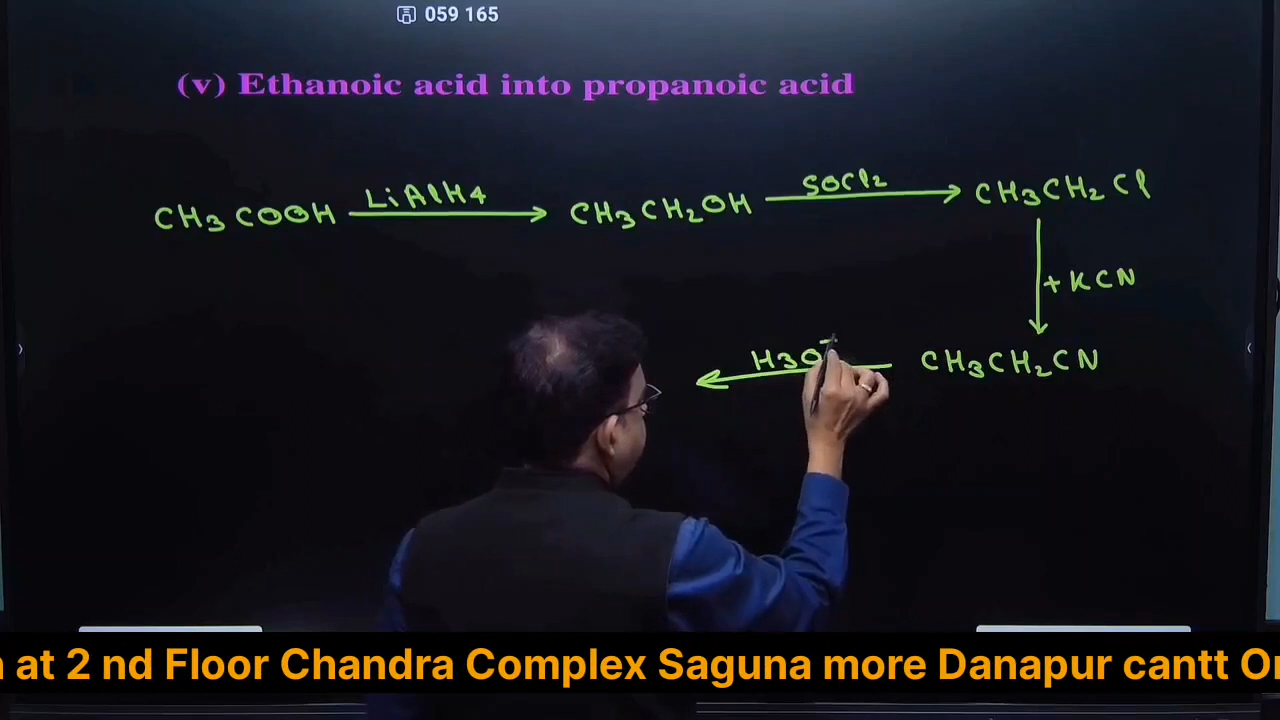 059 165
(v) Ethanoic acid into propanoic acid
CH3COOH LiAlH4 CH3CH2OH SOCl2 CH3CH2Cl
+ KCN
H3O CH3CH2CN
at 2 nd Floor Chandra Complex Saguna more Danapur cantt